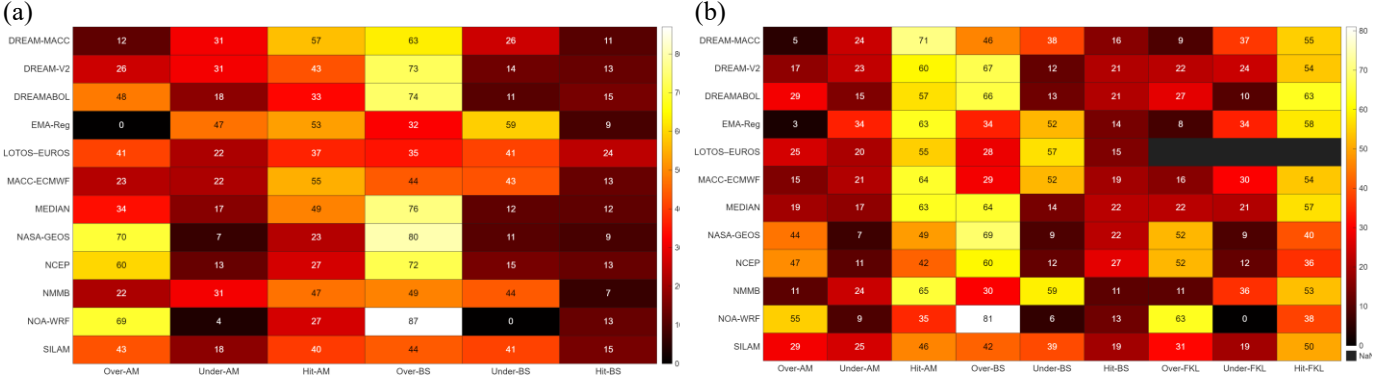 (a)
DREAM-MACC 12 31 57 63 26 11
DREAM-V2 26 31 43 73 14 13
DREAMABOL 48 18 33 74 11 15
EMA-Reg 0 47 53 32 59 9
LOTOS–EUROS 41 22 37 35 41 24
MACC-ECMWF 23 22 55 44 43 13
MEDIAN 34 17 49 76 12 12
NASA-GEOS 70 7 23 80 11 9
NCEP 60 13 27 72 15 13
NMMB 22 31 47 49 44 7
NOA-WRF 69 4 27 87 0 13
SILAM 43 18 40 44 41 15
Over-AM Under-AM Hit-AM Over-BS Under-BS Hit-BS
(b)
DREAM-MACC 5 24 71 46 38 16 9 37 55
DREAM-V2 17 23 60 67 12 21 22 24 54
DREAMABOL 29 15 57 66 13 21 27 10 63
EMA-Reg 3 34 63 34 52 14 8 34 58
LOTOS–EUROS 25 20 55 28 57 15
MACC-ECMWF 15 21 64 29 52 19 16 30 54
MEDIAN 19 17 63 64 14 22 22 21 57
NASA-GEOS 44 7 49 69 9 22 52 9 40
NCEP 47 11 42 60 12 27 52 12 36
NMMB 11 24 65 30 59 11 11 36 53
NOA-WRF 55 9 35 81 6 13 63 0 38
SILAM 29 25 46 42 39 19 31 19 50
Over-AM Under-AM Hit-AM Over-BS Under-BS Hit-BS Over-FKL Under-FKL Hit-FKL
80
70
60
50
40
30
20
10
0